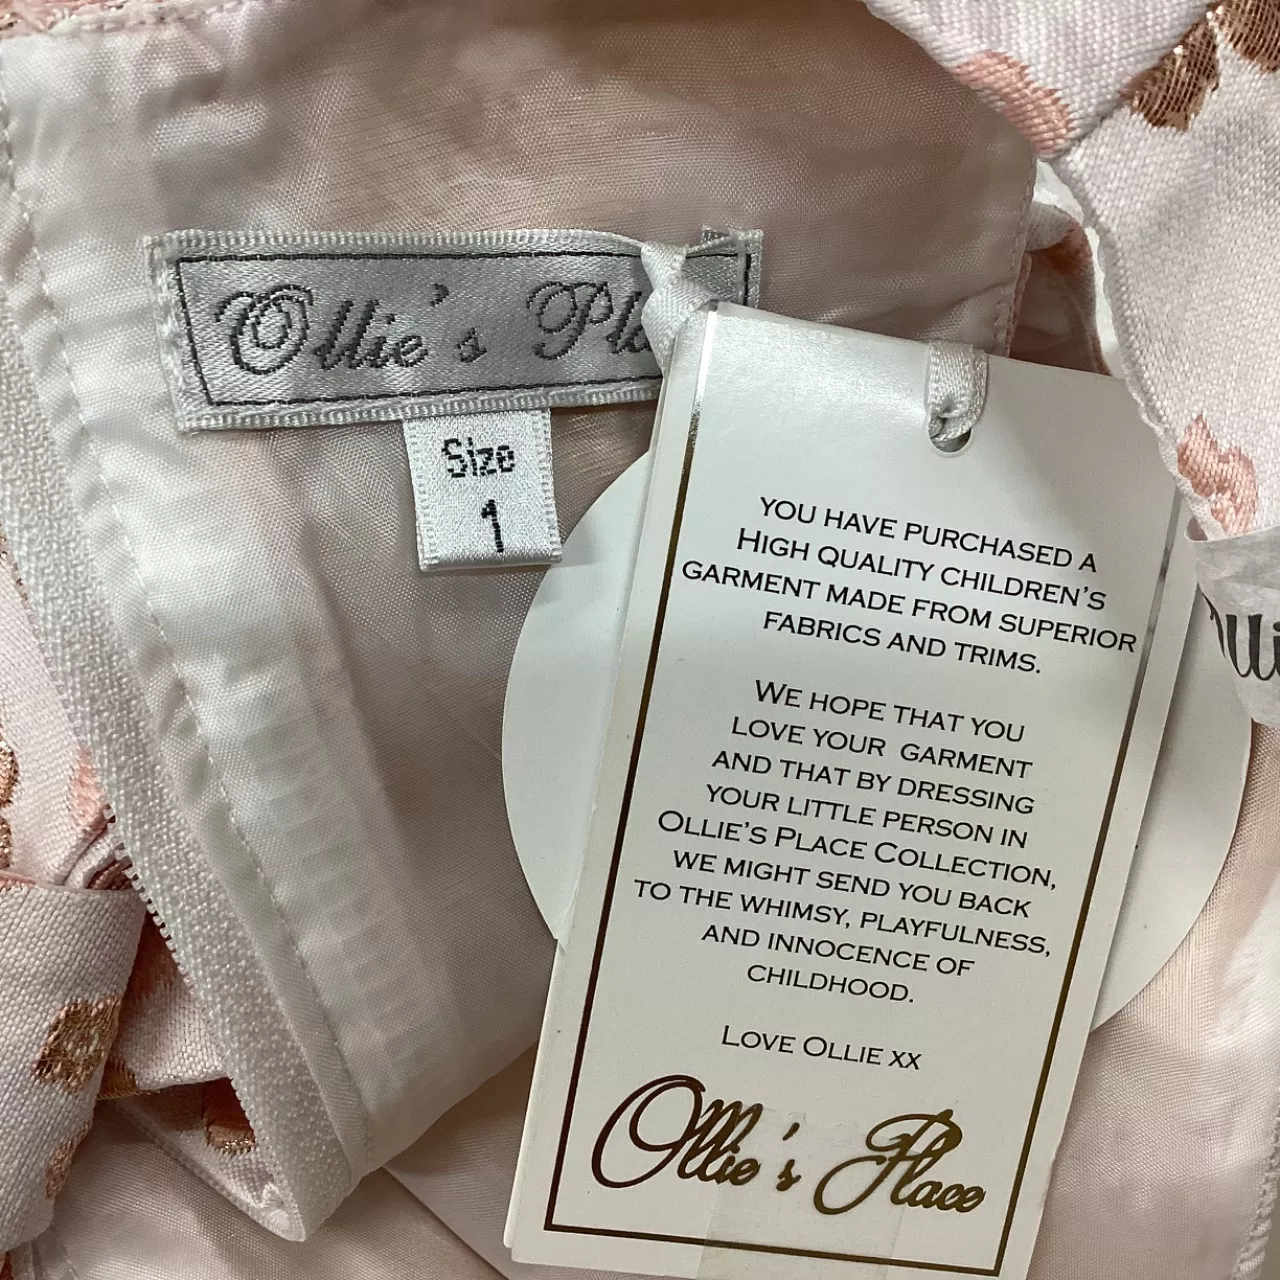 Ollie's Pla
Size
1
YOU HAVE PURCHASED A
HIGH QUALITY CHILDREN'S
GARMENT MADE FROM SUPERIOR
FABRICS AND TRIMS.
WE HOPE THAT YOU
LOVE YOUR GARMENT
AND THAT BY DRESSING
YOUR LITTLE PERSON IN
OLLIE'S PLACE COLLECTION,
WE MIGHT SEND YOU BACK
TO THE WHIMSY, PLAYFULNESS,
AND INNOCENCE OF
CHILDHOOD.
LOVE OLLIE XX
Ollie's Place